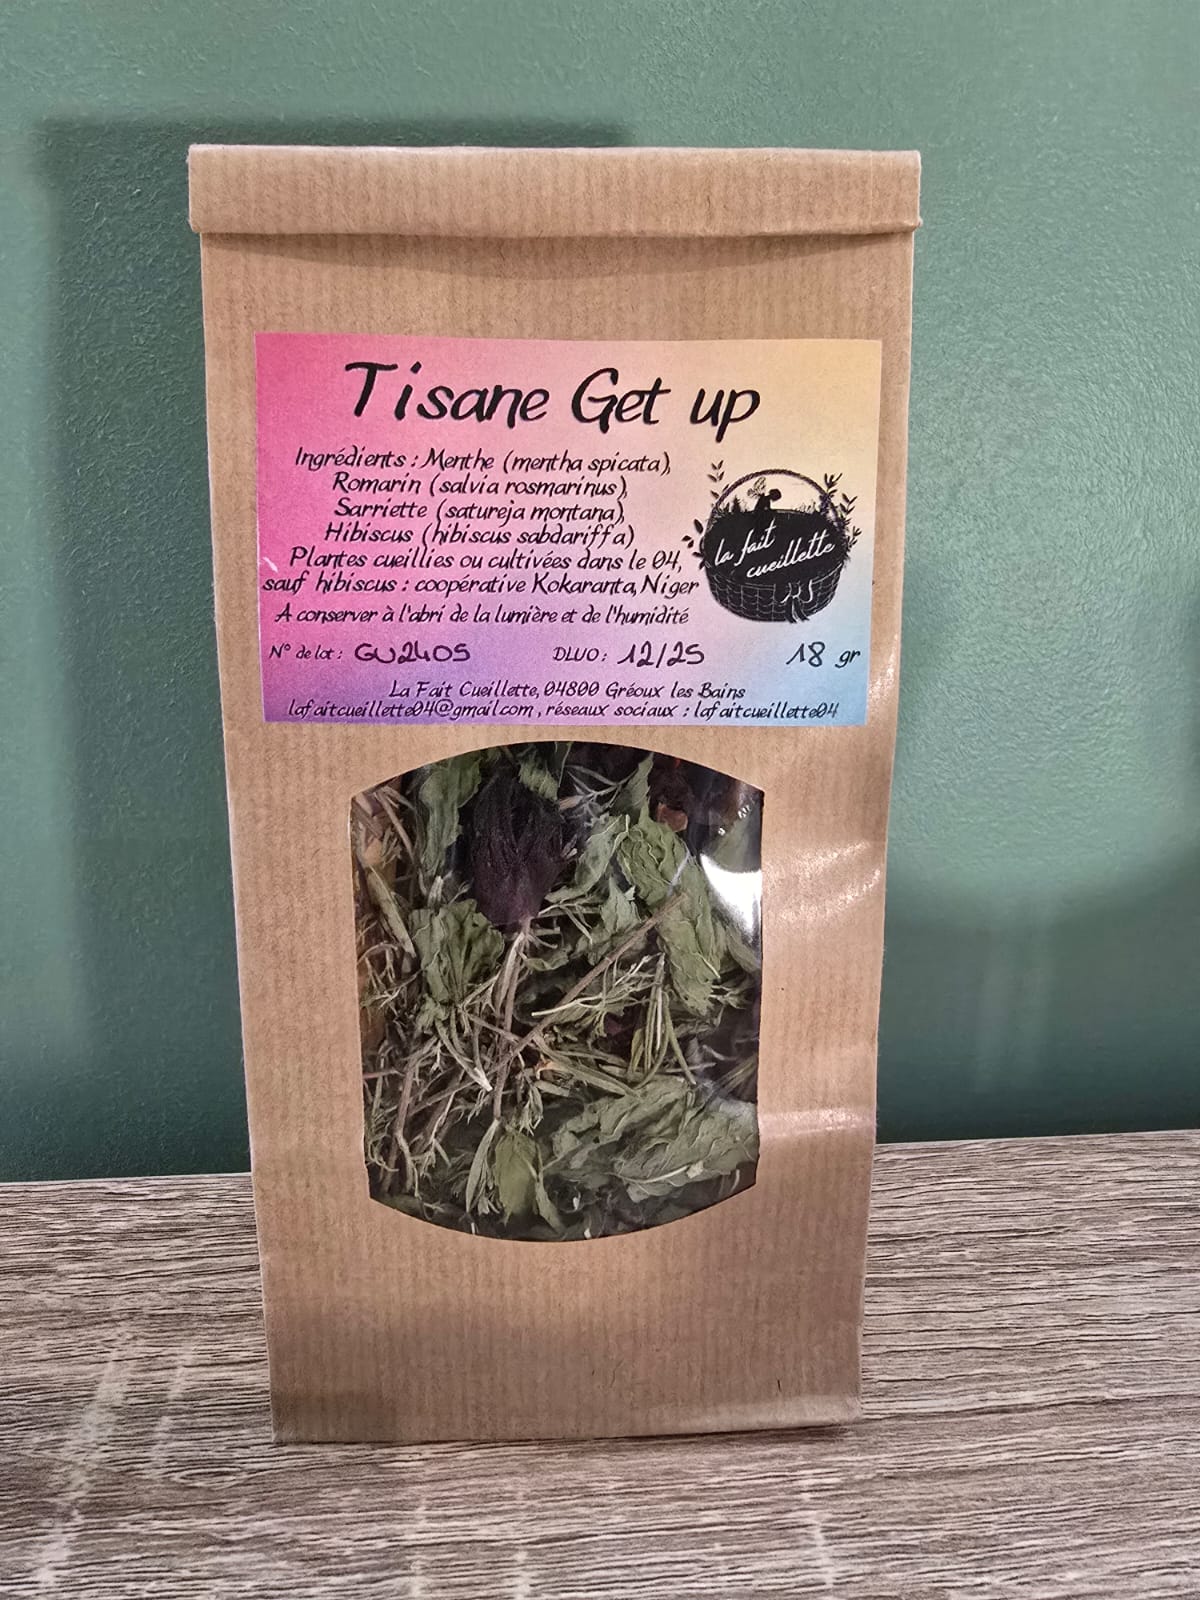 Tisane Get up
Ingrédients : Menthe (mentha spicata),
Romarin (salvia rosmarinus),
Sarriette (satureja montana),
Hibiscus (hibiscus sabdariffa)
Plantes cueillies ou cultivées dans le 04,
sauf hibiscus : coopérative Kokaranta, Niger
A conserver à l'abri de la lumière et de l'humidité
la fait
cueillette
N° de lot : GU2405 DLUO : 12/25 18 gr
La Fait Cueillette, 04800 Gréoux les Bains
lafaitcueillette04@gmail.com , réseaux sociaux : lafaitcueillette04